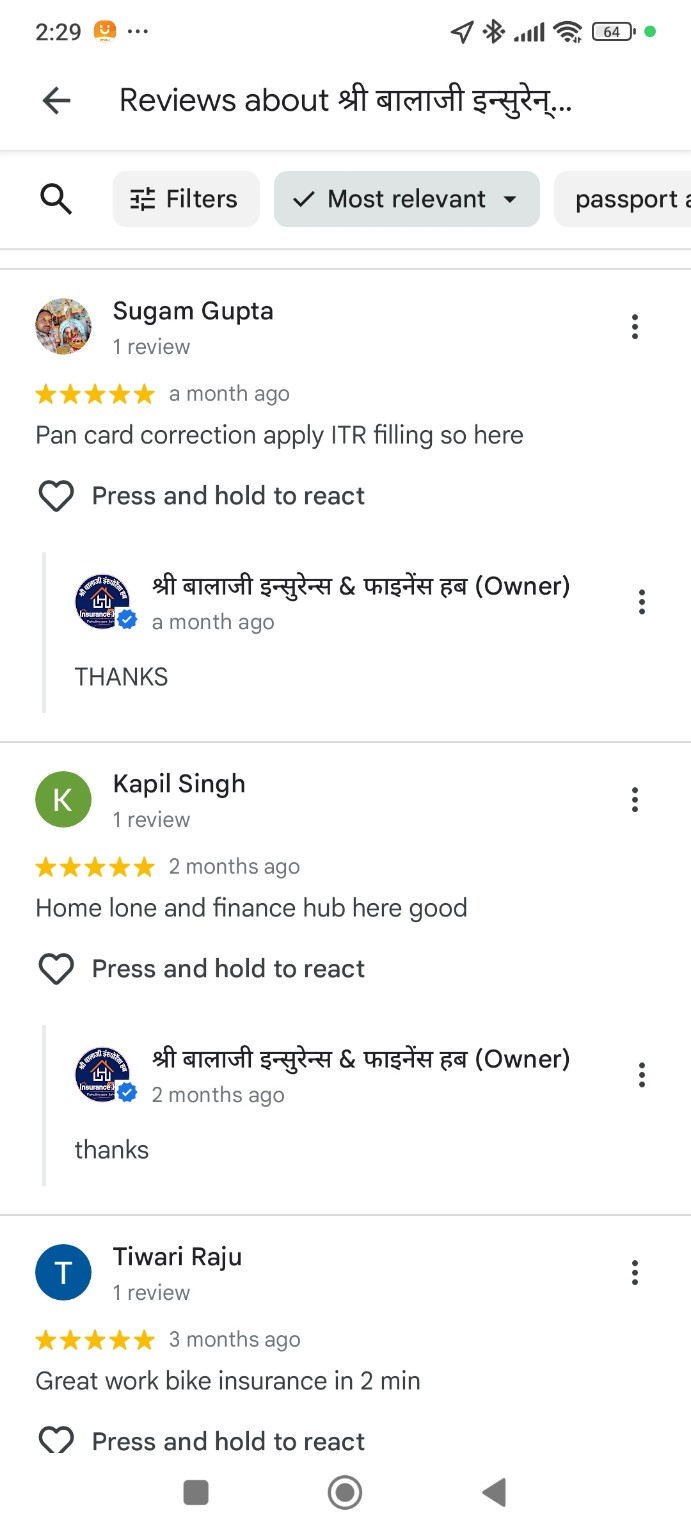 2:29
64
Reviews about श्री बालाजी इन्सुरेन्...
Filters
Most relevant
passport a
Sugam Gupta
1 review
a month ago
Pan card correction apply ITR filling so here
Press and hold to react
श्री बालाजी इन्सुरेन्स & फाइनेंस हब (Owner)
a month ago
THANKS
K
Kapil Singh
1 review
2 months ago
Home lone and finance hub here good
Press and hold to react
श्री बालाजी इन्सुरेन्स & फाइनेंस हब (Owner)
2 months ago
thanks
T
Tiwari Raju
1 review
3 months ago
Great work bike insurance in 2 min
Press and hold to react